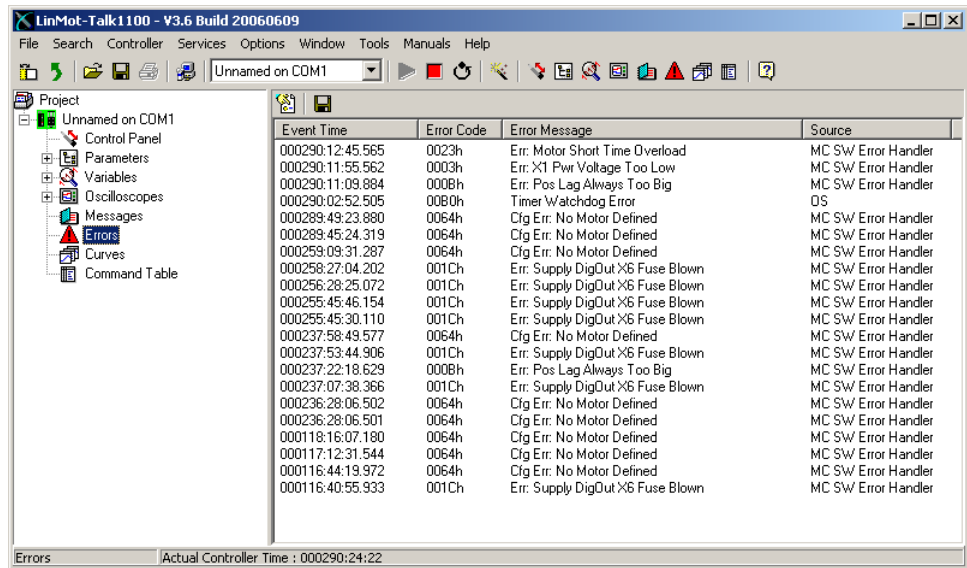 LinMot-Talk1100 - V3.6 Build 20060609
File Search Controller Services Options Window Tools Manuals Help
Unnamed on COM1
Project
Unnamed on COM1
Control Panel
Parameters
Variables
Oscilloscopes
Messages
Errors
Curves
Command Table
Event Time Error Code Error Message Source
000290:12:45.565 0023h Err: Motor Short Time Overload MC SW Error Handler
000290:11:55.562 0003h Err: X1 Pwr Voltage Too Low MC SW Error Handler
000290:11:09.884 000Bh Err: Pos Lag Always Too Big MC SW Error Handler
000290:02:52.505 00B0h Timer Watchdog Error OS
000289:49:23.880 0064h Cfg Err: No Motor Defined MC SW Error Handler
000289:45:24.319 0064h Cfg Err: No Motor Defined MC SW Error Handler
000259:09:31.287 0064h Cfg Err: No Motor Defined MC SW Error Handler
000258:27:04.202 001Ch Err: Supply DigOut X6 Fuse Blown MC SW Error Handler
000256:28:25.072 001Ch Err: Supply DigOut X6 Fuse Blown MC SW Error Handler
000255:45:46.154 001Ch Err: Supply DigOut X6 Fuse Blown MC SW Error Handler
000255:45:30.110 001Ch Err: Supply DigOut X6 Fuse Blown MC SW Error Handler
000237:58:49.577 0064h Cfg Err: No Motor Defined MC SW Error Handler
000237:53:44.906 001Ch Err: Supply DigOut X6 Fuse Blown MC SW Error Handler
000237:22:18.629 000Bh Err: Pos Lag Always Too Big MC SW Error Handler
000237:07:38.366 001Ch Err: Supply DigOut X6 Fuse Blown MC SW Error Handler
000236:28:06.502 0064h Cfg Err: No Motor Defined MC SW Error Handler
000236:28:06.501 0064h Cfg Err: No Motor Defined MC SW Error Handler
000118:16:07.180 0064h Cfg Err: No Motor Defined MC SW Error Handler
000117:12:31.544 0064h Cfg Err: No Motor Defined MC SW Error Handler
000116:44:19.972 0064h Cfg Err: No Motor Defined MC SW Error Handler
000116:40:55.933 001Ch Err: Supply DigOut X6 Fuse Blown MC SW Error Handler
Errors Actual Controller Time : 000290:24:22